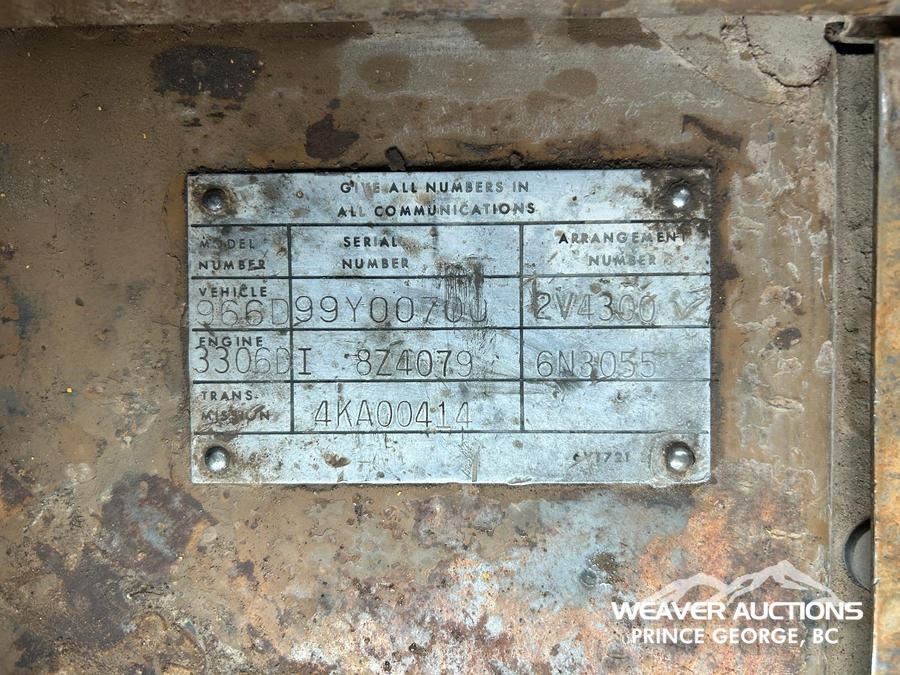 GIVE ALL NUMBERS IN
ALL COMMUNICATIONS
MODEL NUMBER SERIAL NUMBER ARRANGEMENT NUMBER
VEHICLE
966D 99Y00700 2V4300
ENGINE
3306DI 8Z4079 6N3055
TRANS-
MISSION 4KA00414
WEAVER AUCTIONS
PRINCE GEORGE, BC